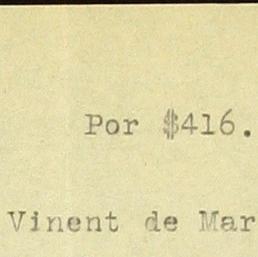 Por $416.
Vinent de Mar